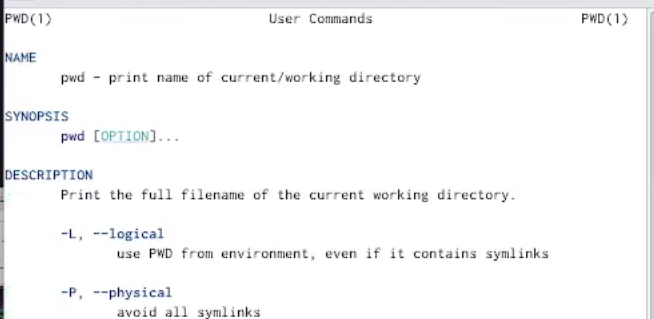 PWD(1) User Commands PWD(1)
NAME
pwd - print name of current/working directory
SYNOPSIS
pwd [OPTION]...
DESCRIPTION
Print the full filename of the current working directory.
-L, --logical
use PWD from environment, even if it contains symlinks
-P, --physical
avoid all symlinks